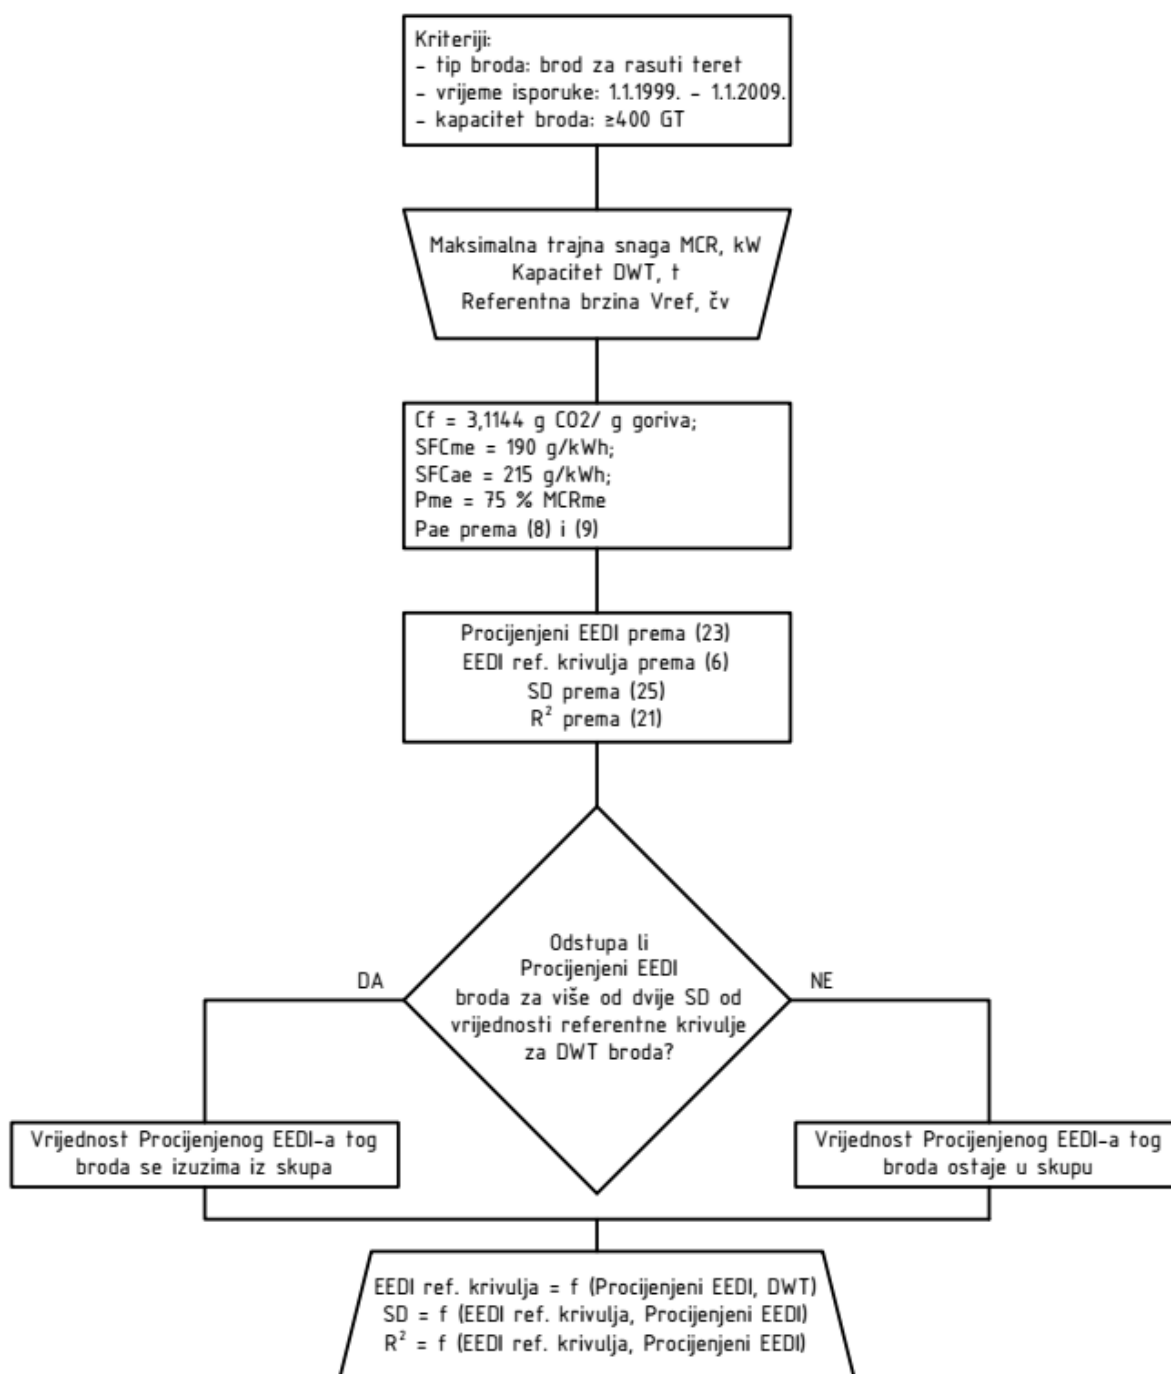 Kriteriji:
- tip broda: brod za rasuti teret
- vrijeme isporuke: 1.1.1999. - 1.1.2009.
- kapacitet broda: ≥400 GT
Maksimalna trajna snaga MCR, kW
Kapacitet DWT, t
Referentna brzina Vref, čv
Cf = 3,1144 g CO2/ g goriva;
SFCme = 190 g/kWh;
SFCae = 215 g/kWh;
Pme = 75 % MCRme
Pae prema (8) i (9)
Procijenjeni EEDI prema (23)
EEDI ref. krivulja prema (6)
SD prema (25)
R² prema (21)
Odstupa li
Procijenjeni EEDI
broda za više od dvije SD od
vrijednosti referentne krivulje
za DWT broda?
DA
NE
Vrijednost Procijenjenog EEDI-a tog
broda se izuzima iz skupa
Vrijednost Procijenjenog EEDI-a tog
broda ostaje u skupu
EEDI ref. krivulja = f (Procijenjeni EEDI, DWT)
SD = f (EEDI ref. krivulja, Procijenjeni EEDI)
R² = f (EEDI ref. krivulja, Procijenjeni EEDI)